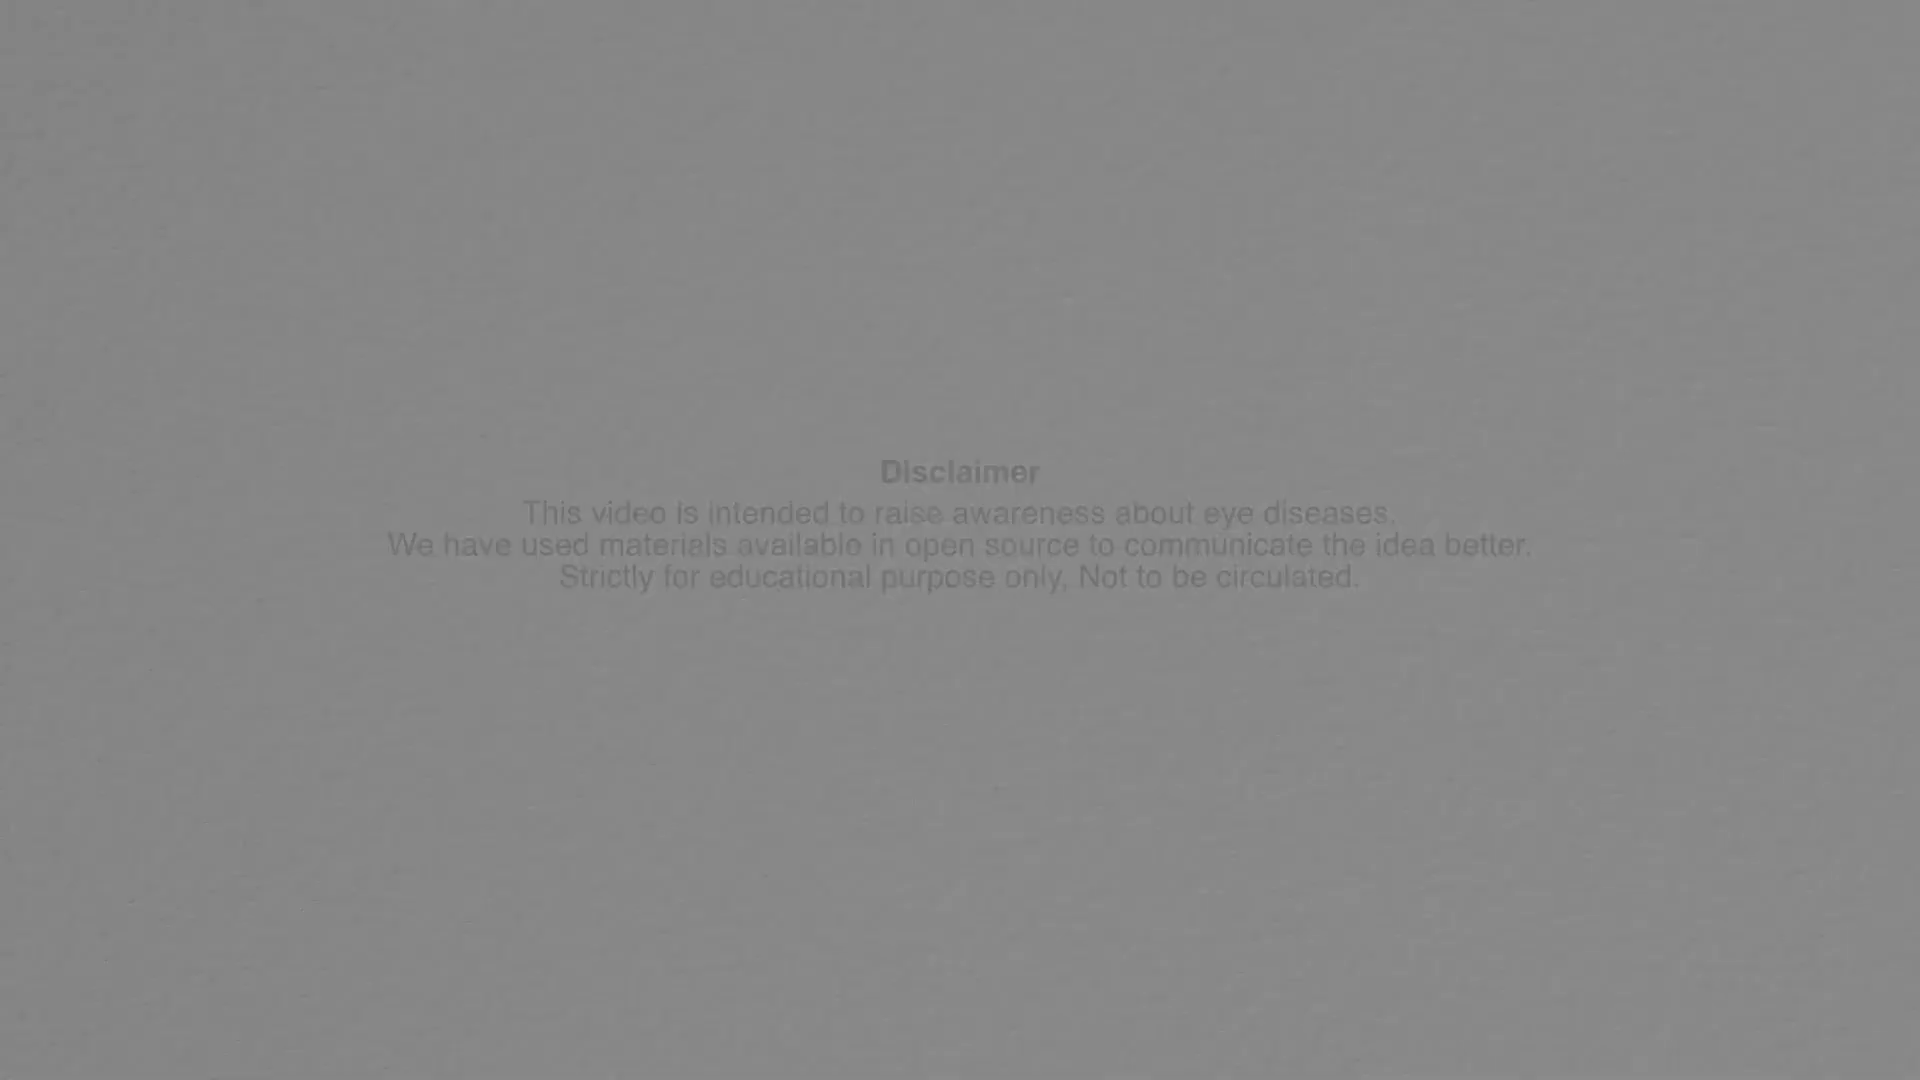 Disclaimer
This video is intended to raise awareness about eye diseases.
We have used materials available in open source to communicate the idea better.
Strictly for educational purpose only, Not to be circulated.